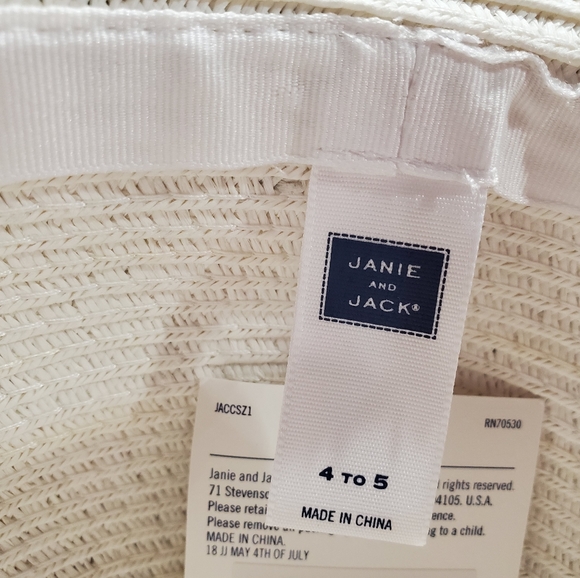 JANIE
AND
JACK®
4 TO 5
MADE IN CHINA
JACCSZ1
RN70530
Janie and Ja rights reserved.
71 Stevenso 4105. U.S.A.
Please retai ence.
Please remove all g to a child.
MADE IN CHINA.
18 JJ MAY 4TH OF JULY